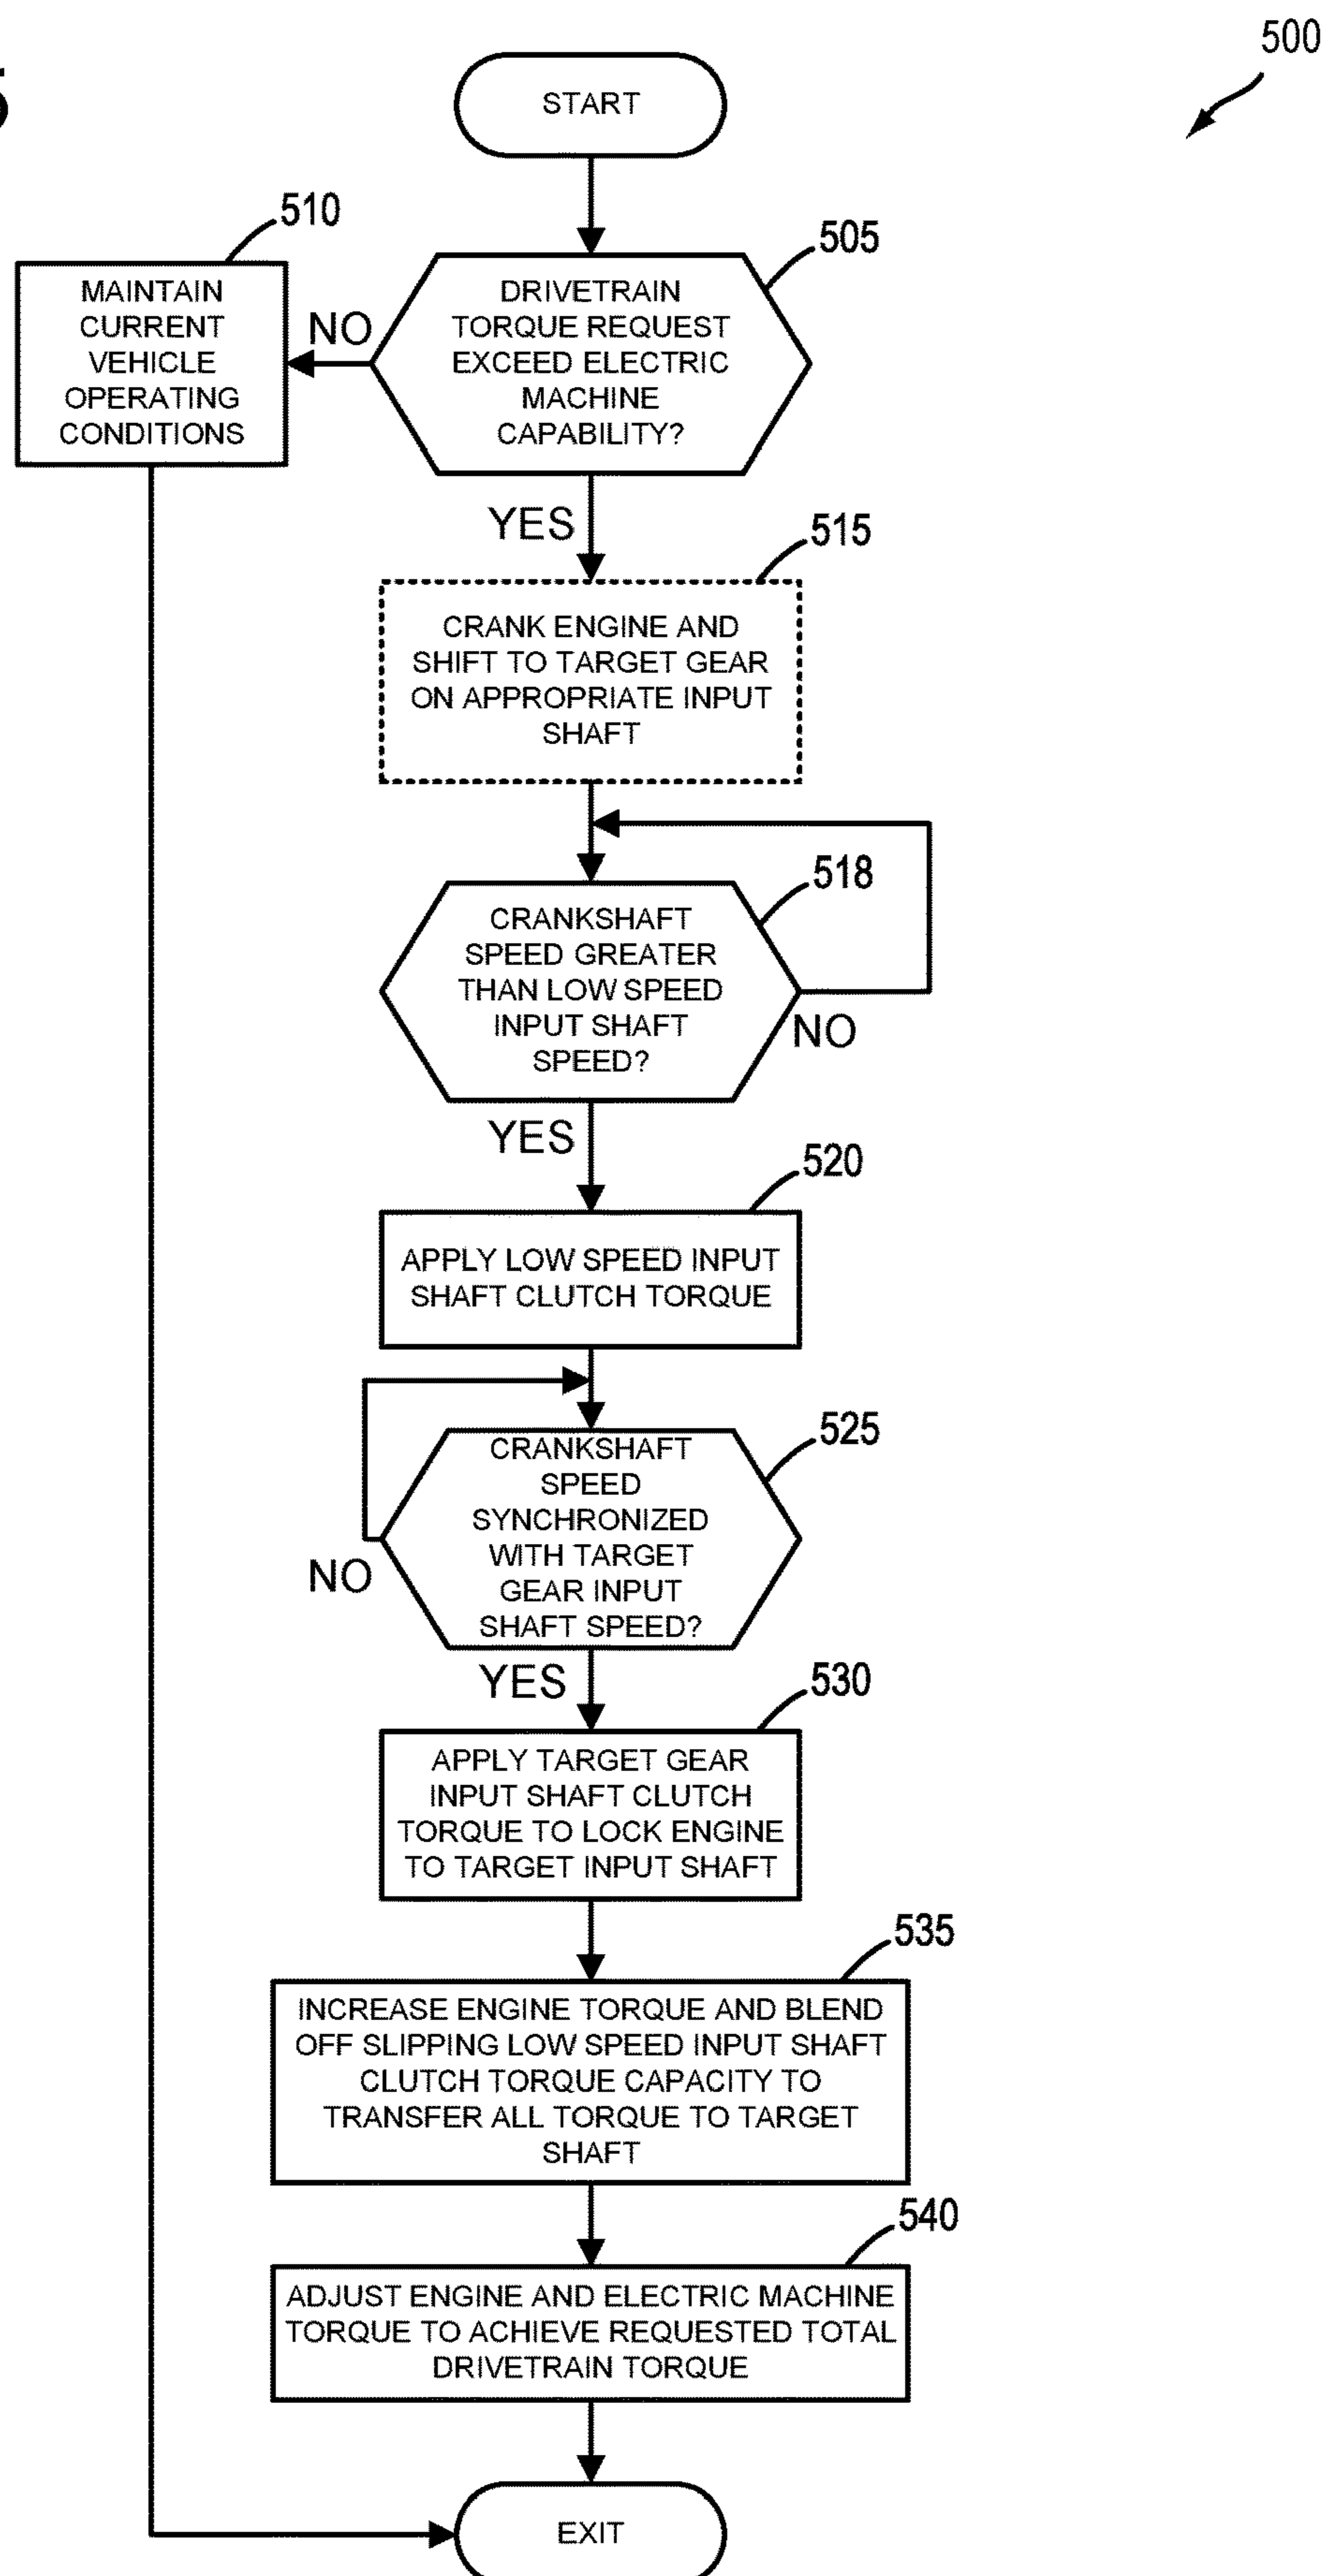 500
START
510
505
MAINTAIN
CURRENT
VEHICLE
OPERATING
CONDITIONS
NO
DRIVETRAIN
TORQUE REQUEST
EXCEED ELECTRIC
MACHINE
CAPABILITY?
YES
515
CRANK ENGINE AND
SHIFT TO TARGET GEAR
ON APPROPRIATE INPUT
SHAFT
518
CRANKSHAFT
SPEED GREATER
THAN LOW SPEED
INPUT SHAFT
SPEED?
NO
YES
520
APPLY LOW SPEED INPUT
SHAFT CLUTCH TORQUE
525
CRANKSHAFT
SPEED
SYNCHRONIZED
WITH TARGET
GEAR INPUT
SHAFT SPEED?
NO
YES
530
APPLY TARGET GEAR
INPUT SHAFT CLUTCH
TORQUE TO LOCK ENGINE
TO TARGET INPUT SHAFT
535
INCREASE ENGINE TORQUE AND BLEND
OFF SLIPPING LOW SPEED INPUT SHAFT
CLUTCH TORQUE CAPACITY TO
TRANSFER ALL TORQUE TO TARGET
SHAFT
540
ADJUST ENGINE AND ELECTRIC MACHINE
TORQUE TO ACHIEVE REQUESTED TOTAL
DRIVETRAIN TORQUE
EXIT